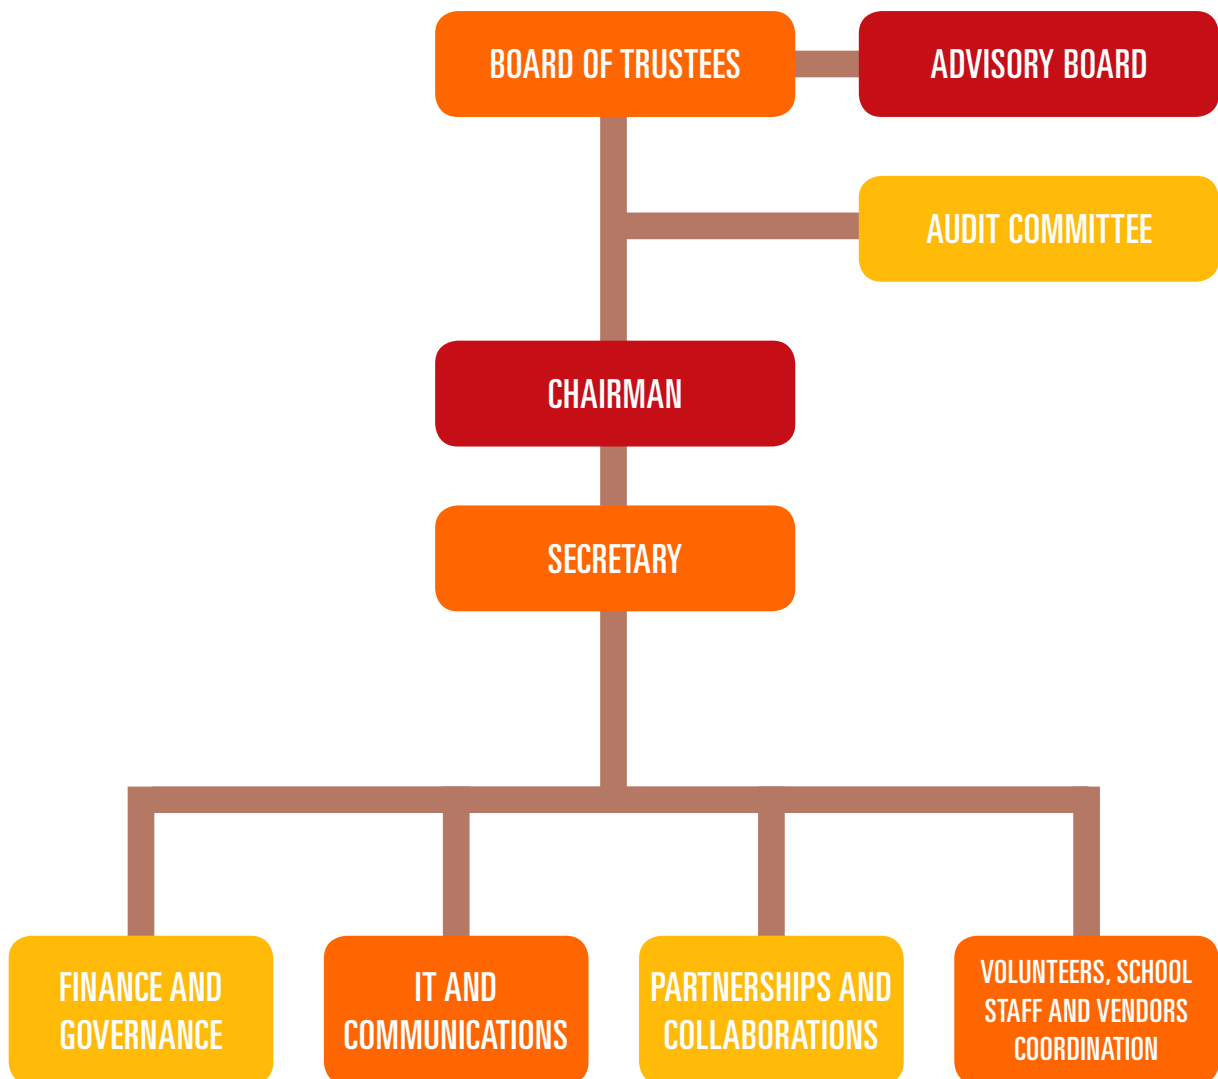 BOARD OF TRUSTEES
ADVISORY BOARD
AUDIT COMMITTEE
CHAIRMAN
SECRETARY
FINANCE AND
GOVERNANCE
IT AND
COMMUNICATIONS
PARTNERSHIPS AND
COLLABORATIONS
VOLUNTEERS, SCHOOL
STAFF AND VENDORS
COORDINATION